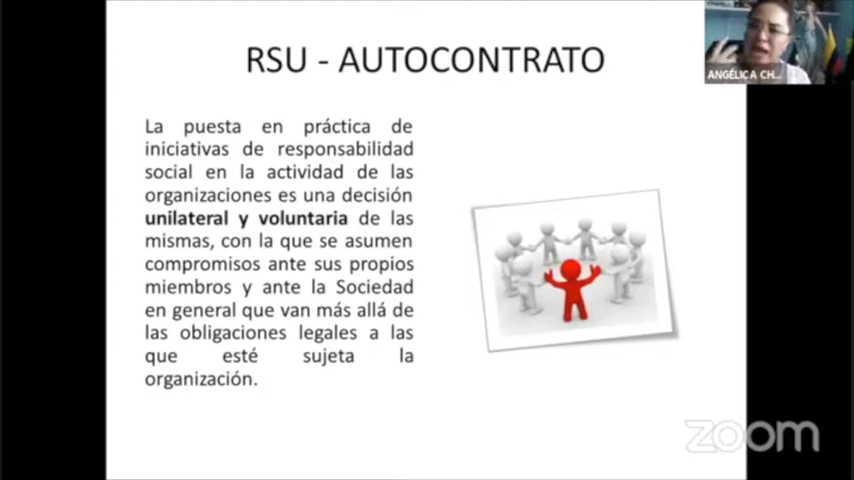 RSU - AUTOCONTRATO
ANGÉLICA CH...
La puesta en práctica de
iniciativas de responsabilidad
social en la actividad de las
organizaciones es una decisión
unilateral y voluntaria de las
mismas, con la que se asumen
compromisos ante sus propios
miembros y ante la Sociedad
en general que van más allá de
las obligaciones legales a las
que esté sujeta la
organización.
zoom